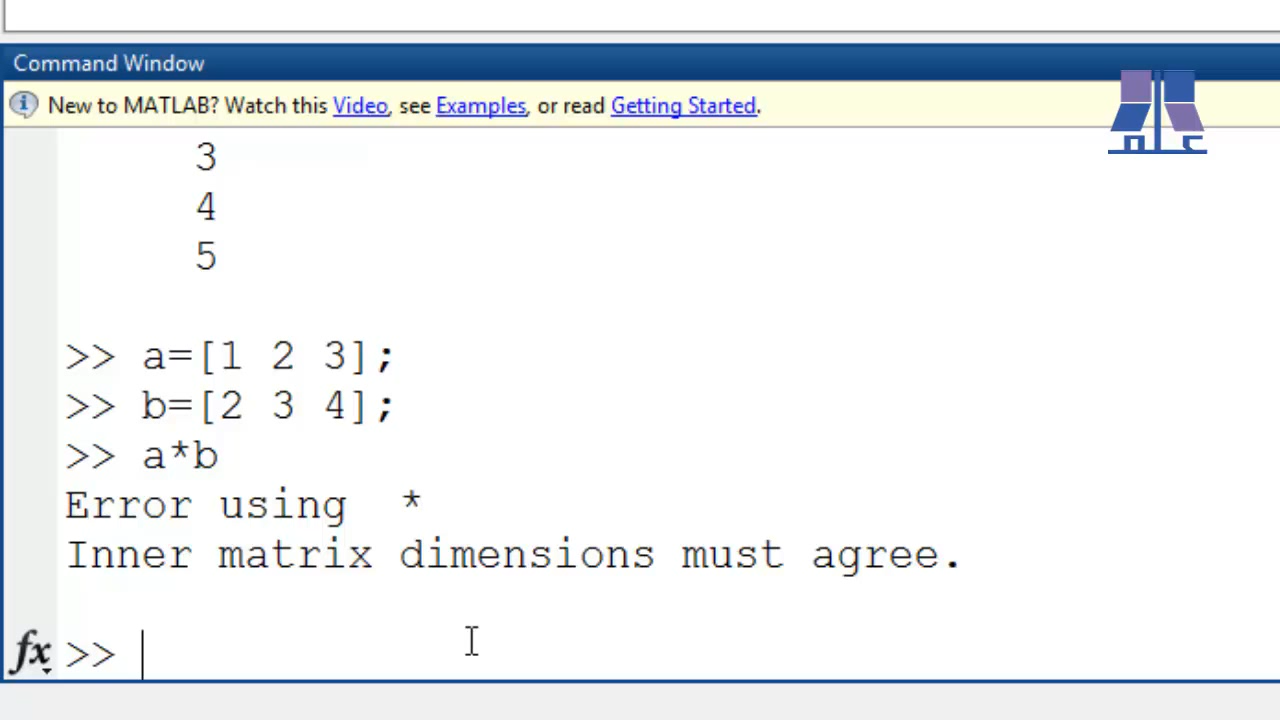 Command Window
New to MATLAB? Watch this Video, see Examples, or read Getting Started.
3
4
5
>> a=[1 2 3];
>> b=[2 3 4];
>> a*b
Error using  *
Inner matrix dimensions must agree.
fx >>